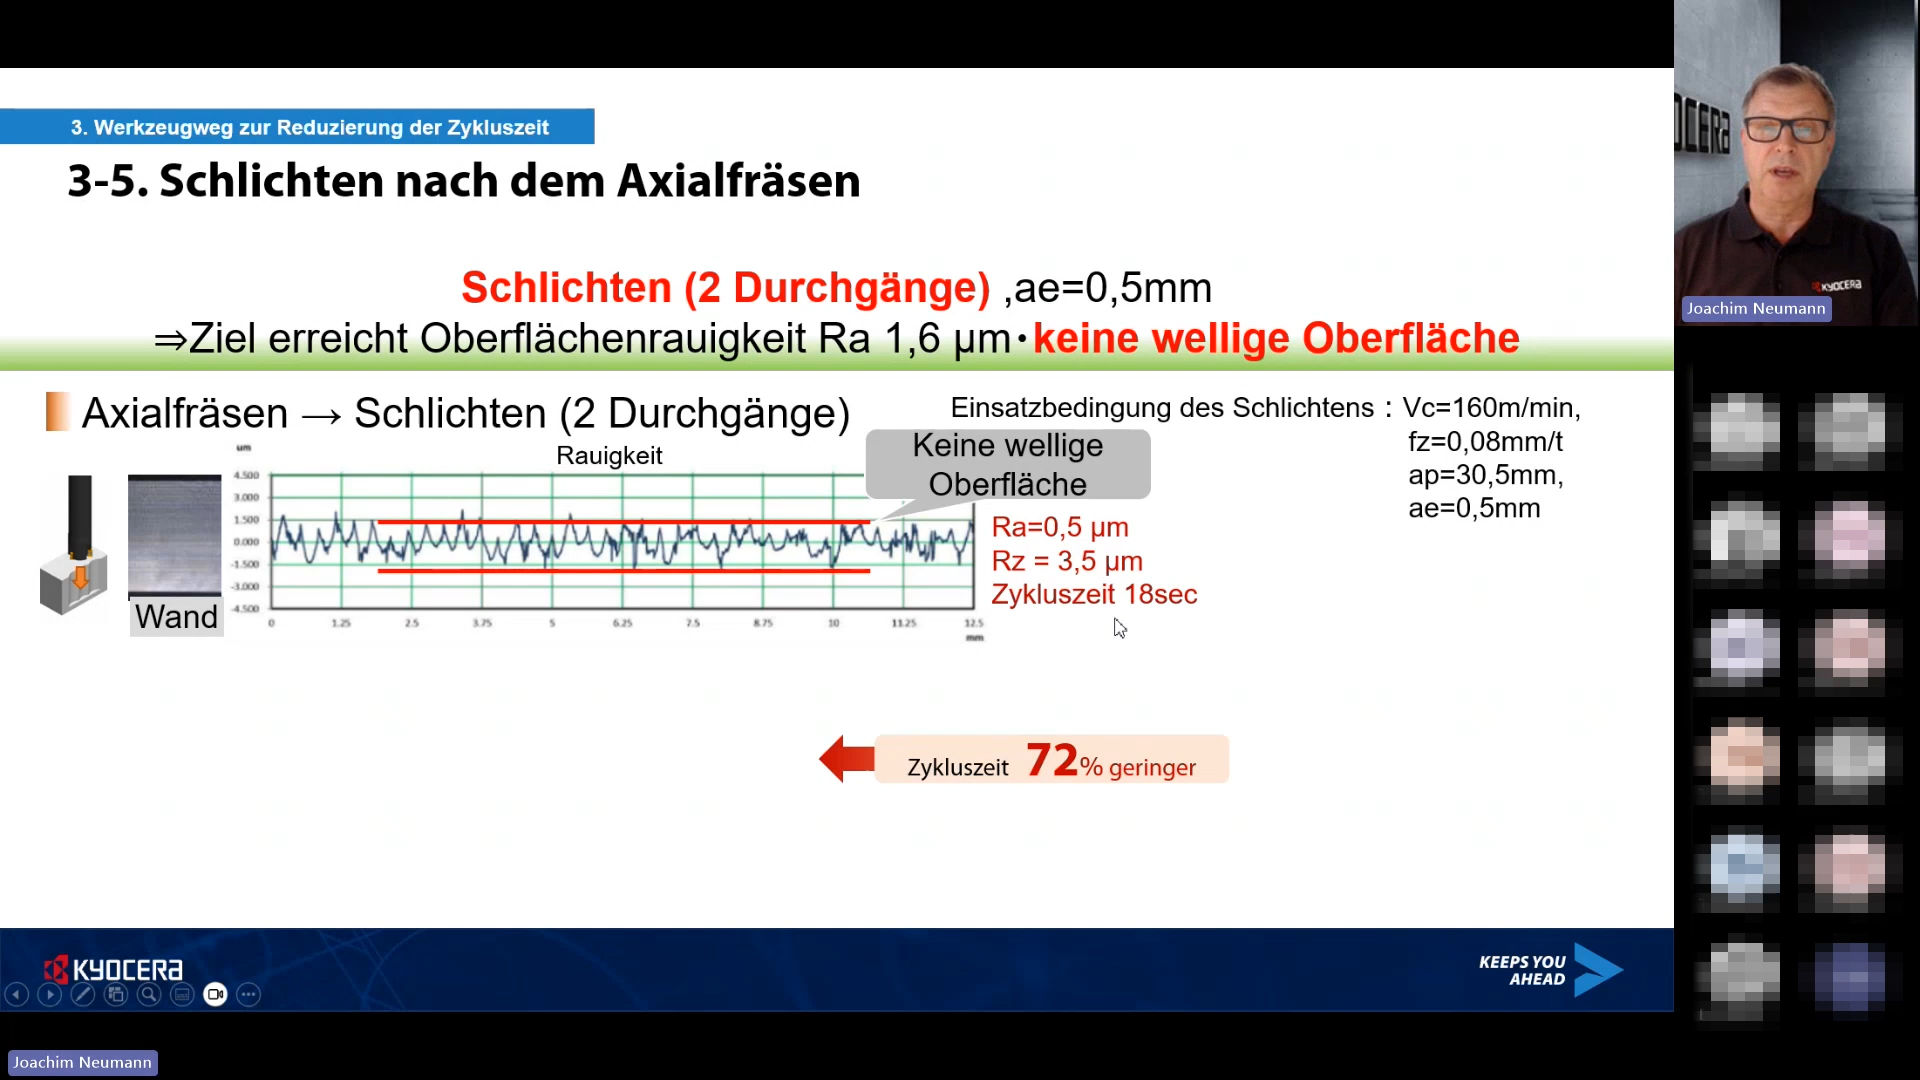 3. Werkzeugweg zur Reduzierung der Zykluszeit
3-5. Schlichten nach dem Axialfräsen
Schlichten (2 Durchgänge) ,ae=0,5mm
⇒Ziel erreicht Oberflächenrauigkeit Ra 1,6 µm・keine wellige Oberfläche
Axialfräsen → Schlichten (2 Durchgänge)
Einsatzbedingung des Schlichtens：Vc=160m/min,
fz=0,08mm/t
ap=30,5mm,
ae=0,5mm
Keine wellige
Oberfläche
um
Rauigkeit
4.500
3.000
1.500
0.000
-1.500
-3.000
-4.500
0 1.25 2.5 3.75 5 6.25 7.5 8.75 10 11.25 12.5
mm
Wand
Ra=0,5 µm
Rz = 3,5 µm
Zykluszeit 18sec
Zykluszeit 72% geringer
KYOCERA
KEEPS YOU
AHEAD
Joachim Neumann
OCERA
KYOCERA
Joachim Neumann